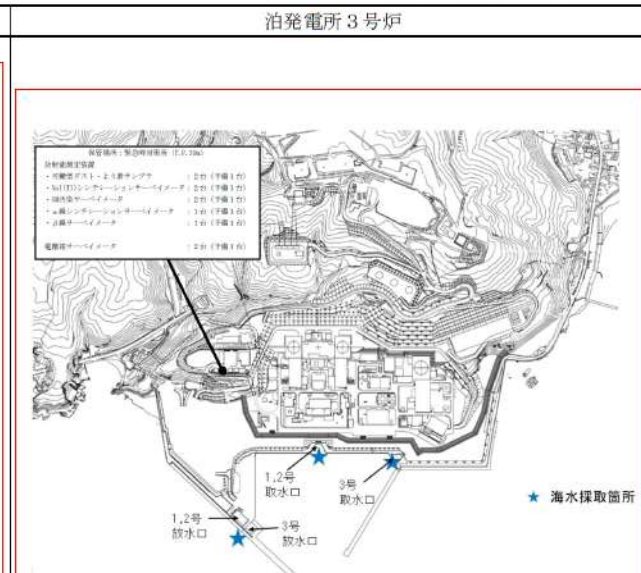 泊発電所3号炉
保管場所：緊急時対策所 (T.P.39m)
放射能測定装置
・可搬型ダスト・よう素サンプラ ：2台 (予備1台)
・NaI(Tl)シンチレーションサーベイメータ：2台 (予備1台)
・GM汚染サーベイメータ ：2台 (予備1台)
・α線シンチレーションサーベイメータ ：1台 (予備1台)
・β線サーベイメータ ：1台 (予備1台)
電離箱サーベイメータ ：2台 (予備1台)
1,2号
取水口
3号
取水口
★ 海水採取箇所
1,2号
放水口
3号
放水口